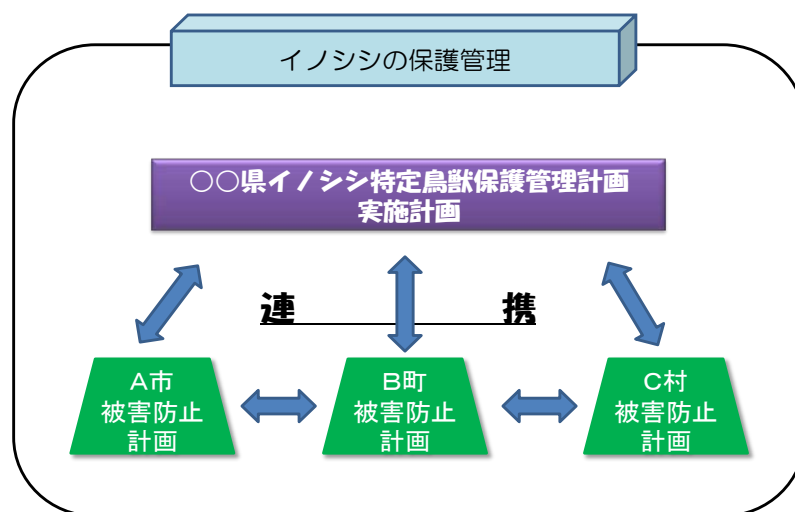 イノシシの保護管理
○○県イノシシ特定鳥獣保護管理計画
実施計画
連　携
A市
被害防止
計画
B町
被害防止
計画
C村
被害防止
計画